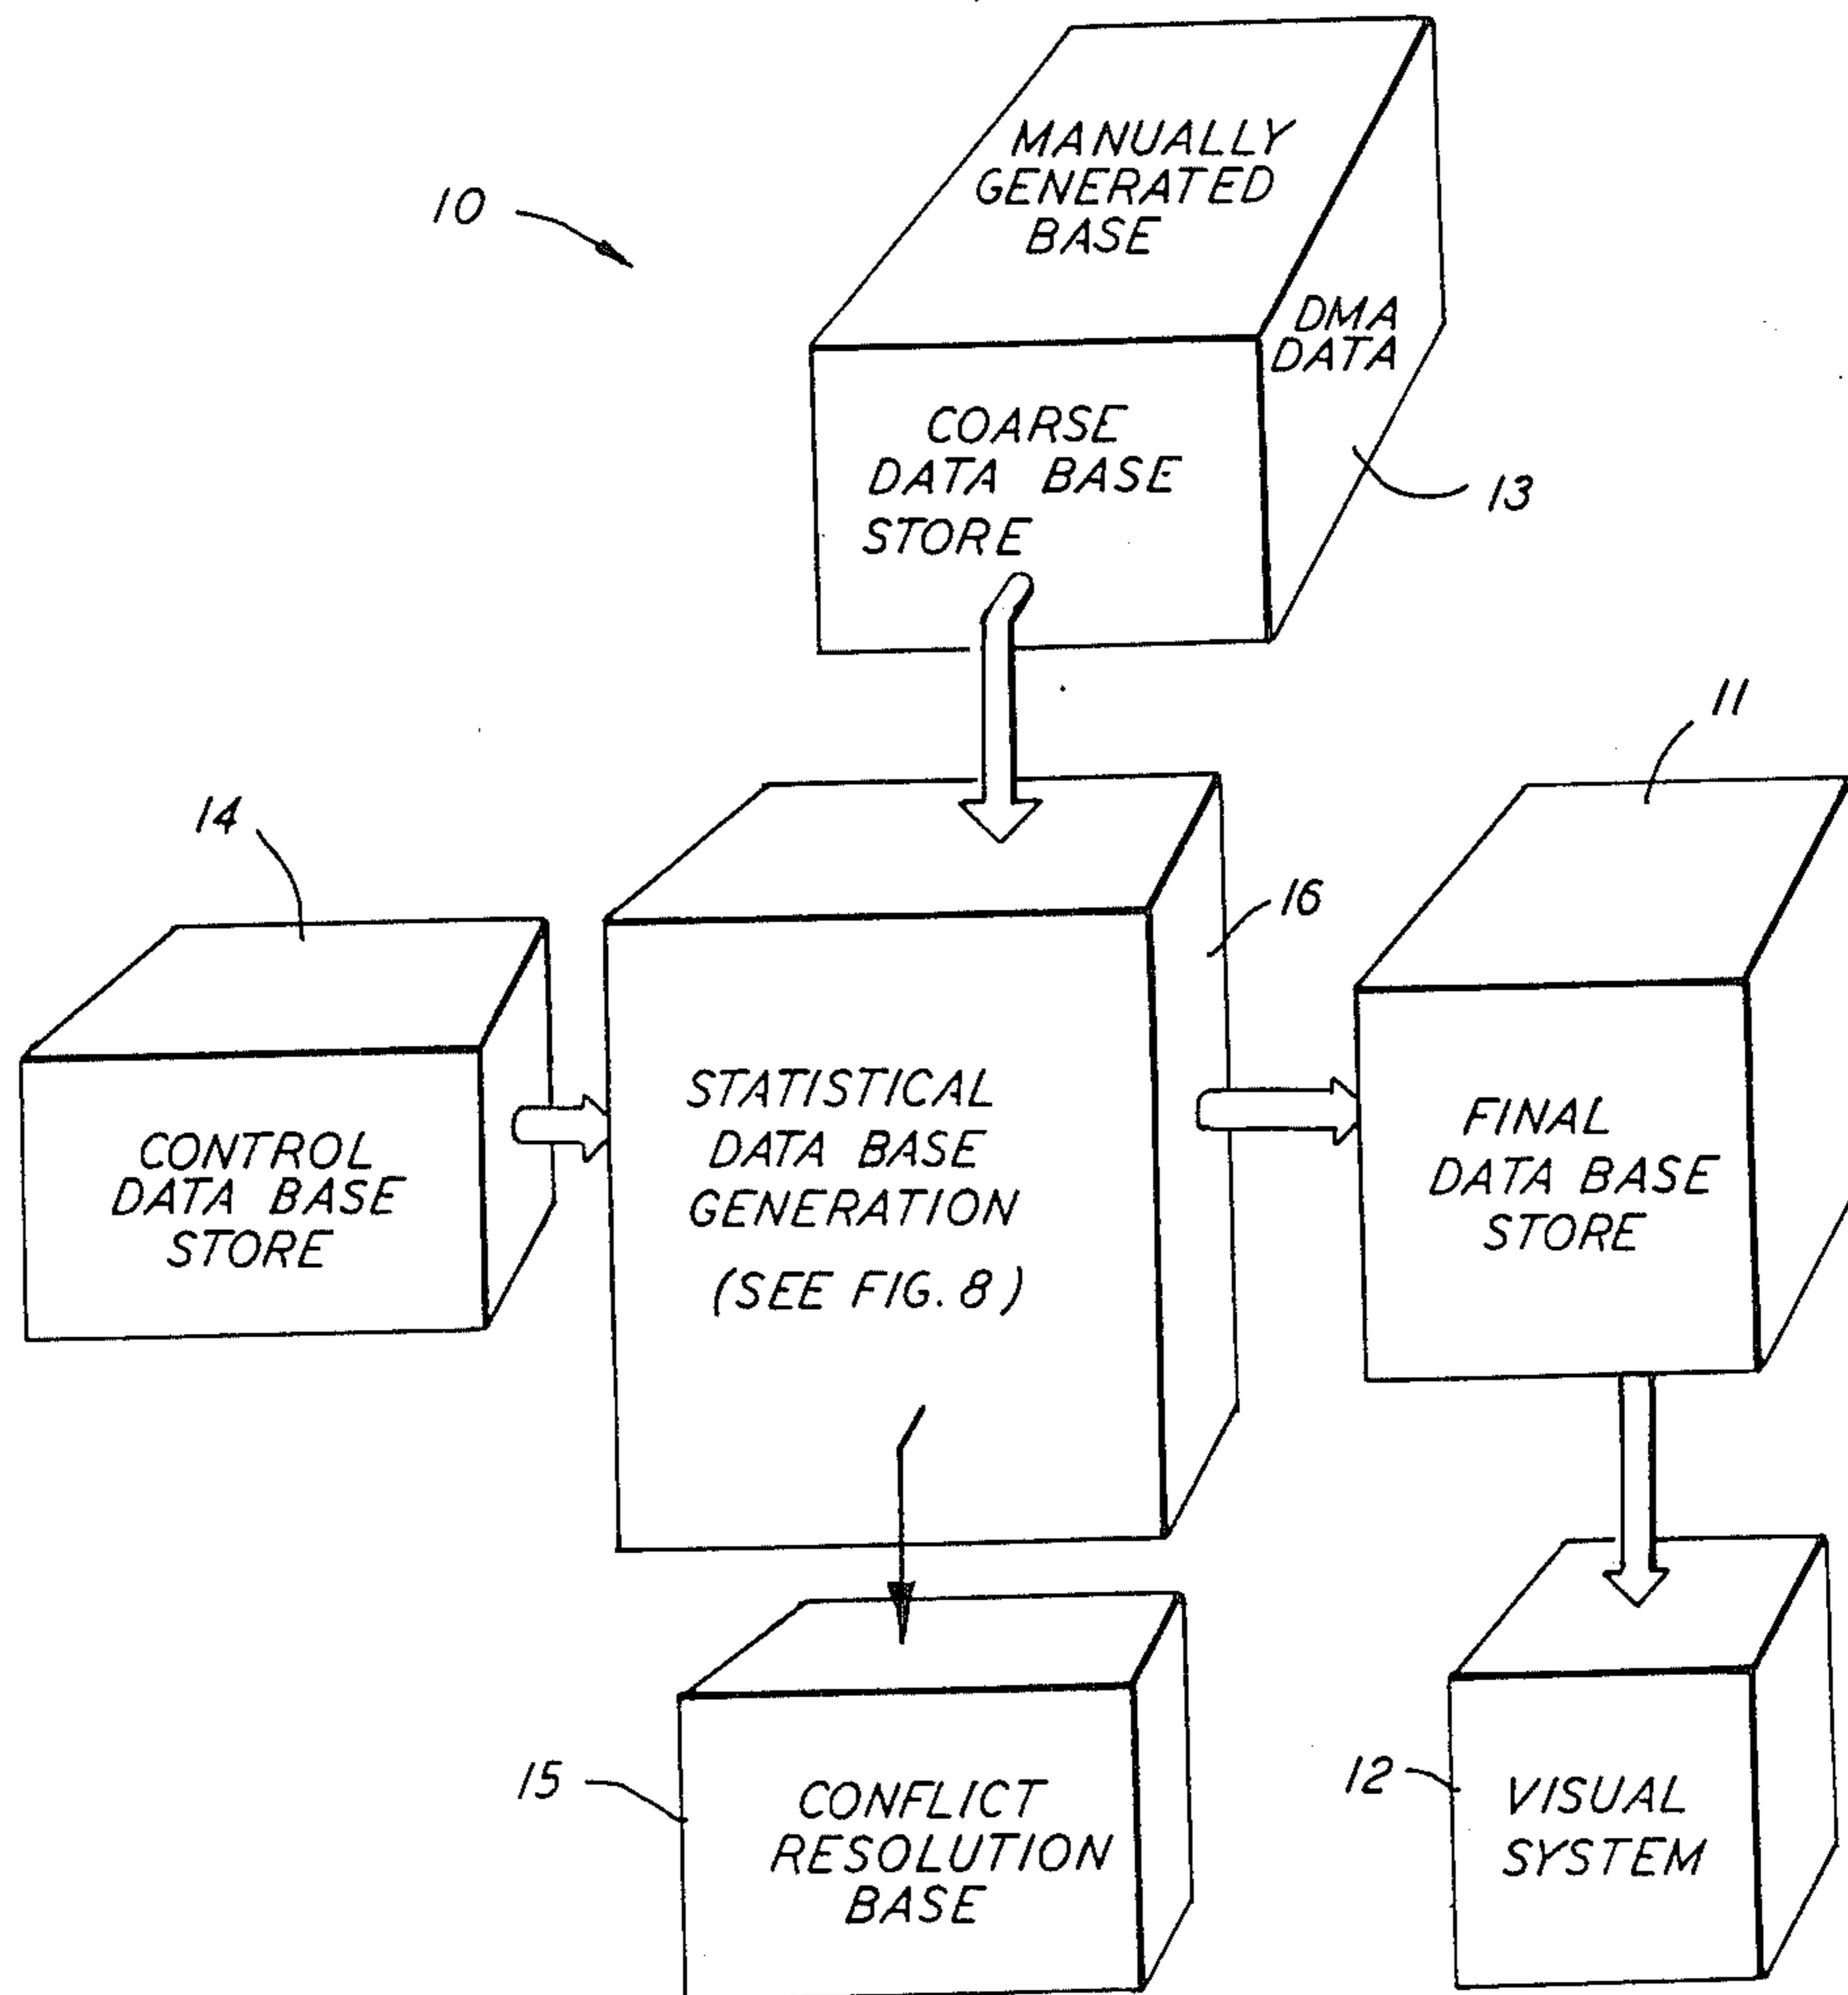 10
MANUALLY
GENERATED
BASE
DMA
DATA
COARSE
DATA BASE
STORE
13
11
14
16
STATISTICAL
DATA BASE
GENERATION
(SEE FIG. 8)
CONTROL
DATA BASE
STORE
FINAL
DATA BASE
STORE
15
CONFLICT
RESOLUTION
BASE
12
VISUAL
SYSTEM